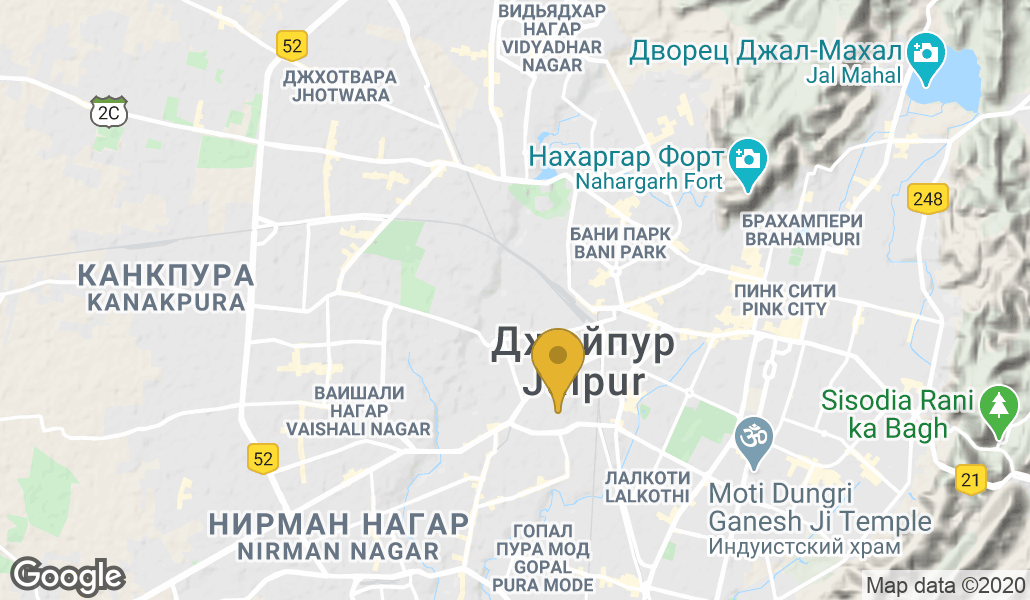 ВИДЬЯДХАР
НАГАР
VIDYADHAR
NAGAR
52
Дворец Джал-Махал
Jal Mahal
ДЖХОТВАРА
JHOTWARA
2C
Нахаргар Форт
Nahargarh Fort
248
БАНИ ПАРК
BANI PARK
БРАХАМПЕРИ
BRAHAMPURI
КАНКПУРА
KANAKPURA
ПИНК СИТИ
PINK CITY
ВАИШАЛИ
НАГАР
VAISHALI NAGAR
Sisodia Rani
ka Bagh
ॐ
52
21
ЛАЛКОТИ
LALKOTHI
Moti Dungri
Ganesh Ji Temple
Индуистский храм
НИРМАН НАГАР
NIRMAN NAGAR
ГОПАЛ
ПУРА МОД
GOPAL
PURA MODE
Google
Map data ©2020